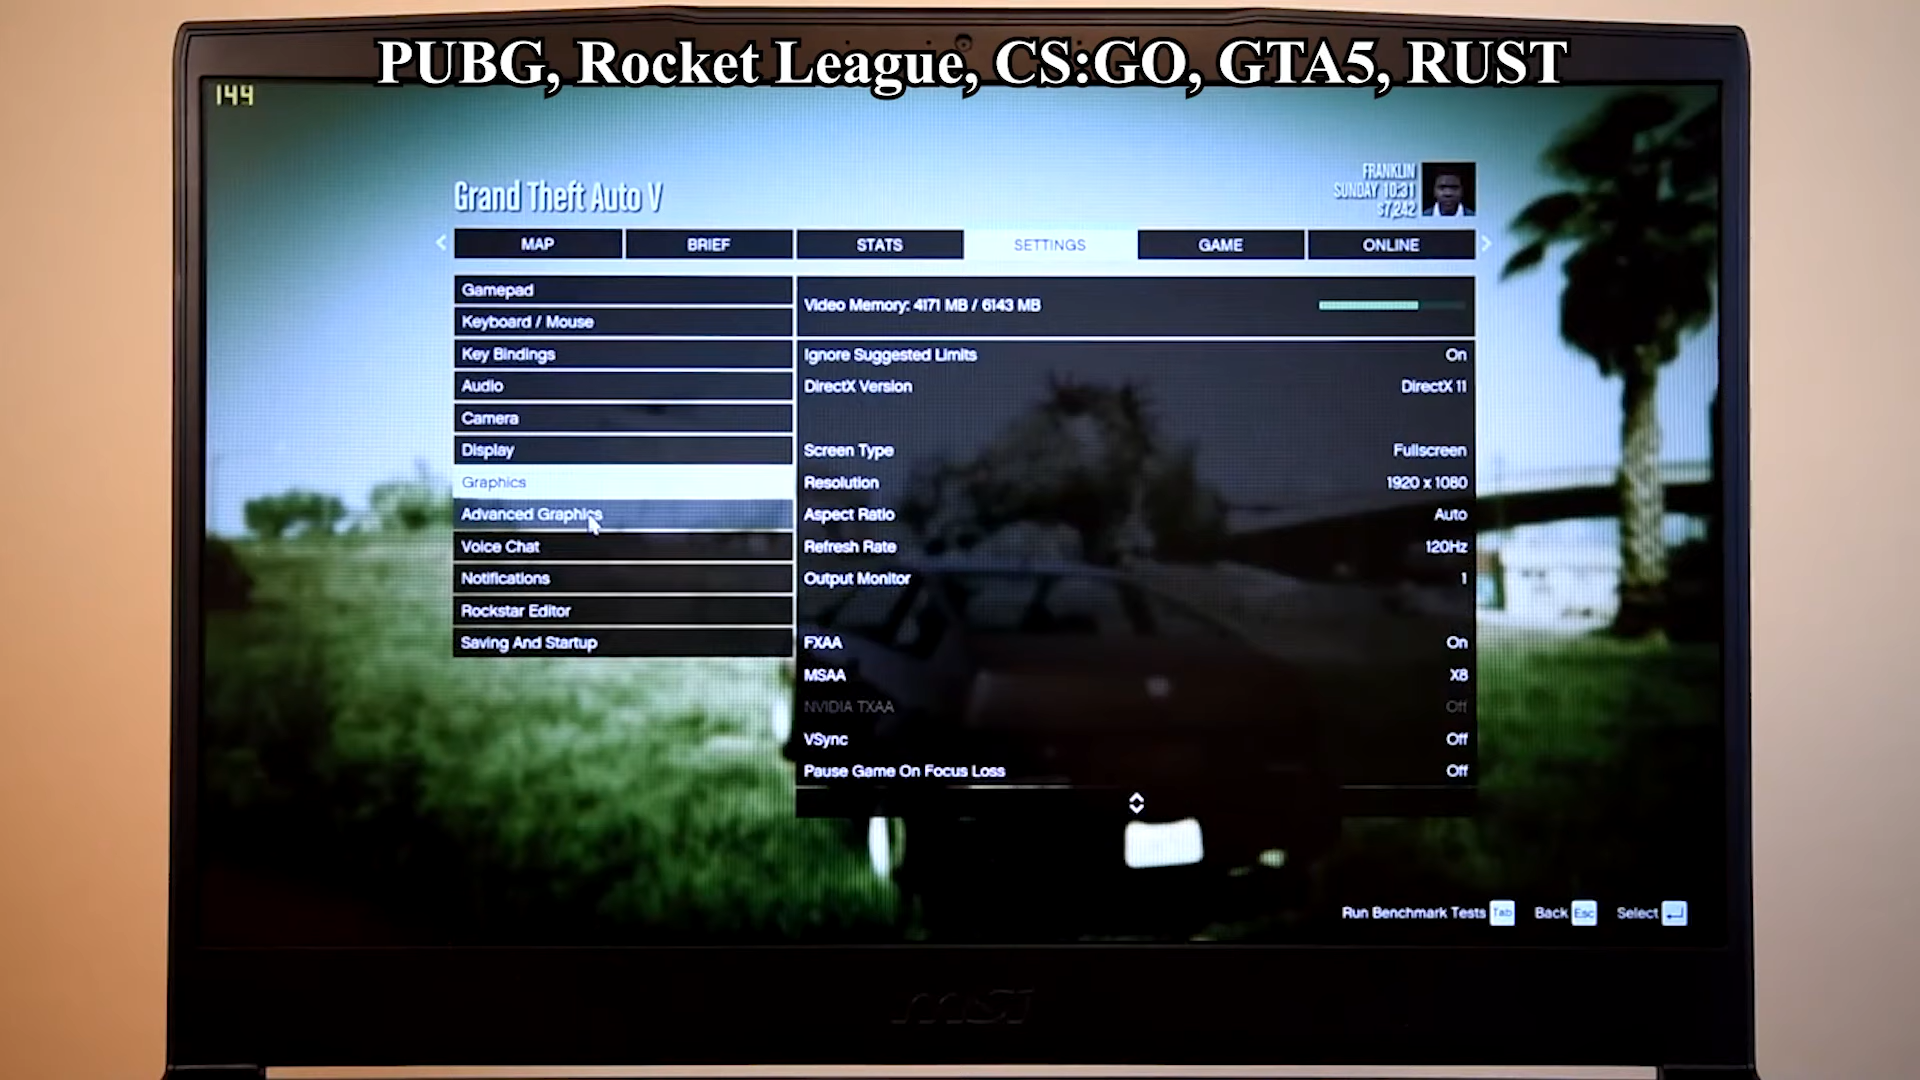 PUBG, Rocket League, CS:GO, GTA5, RUST
149
Grand Theft Auto V
FRANKLIN
SUNDAY 10:31
$7,242
MAP BRIEF STATS SETTINGS GAME ONLINE
Gamepad
Keyboard / Mouse
Key Bindings
Audio
Camera
Display
Graphics
Advanced Graphics
Voice Chat
Notifications
Rockstar Editor
Saving And Startup
Video Memory: 4171 MB / 6143 MB
Ignore Suggested Limits On
DirectX Version DirectX 11
Screen Type Fullscreen
Resolution 1920 x 1080
Aspect Ratio Auto
Refresh Rate 120Hz
Output Monitor 1
FXAA On
MSAA X8
NVIDIA TXAA Off
VSync Off
Pause Game On Focus Loss Off
Run Benchmark Tests Tab Back Esc Select
msi